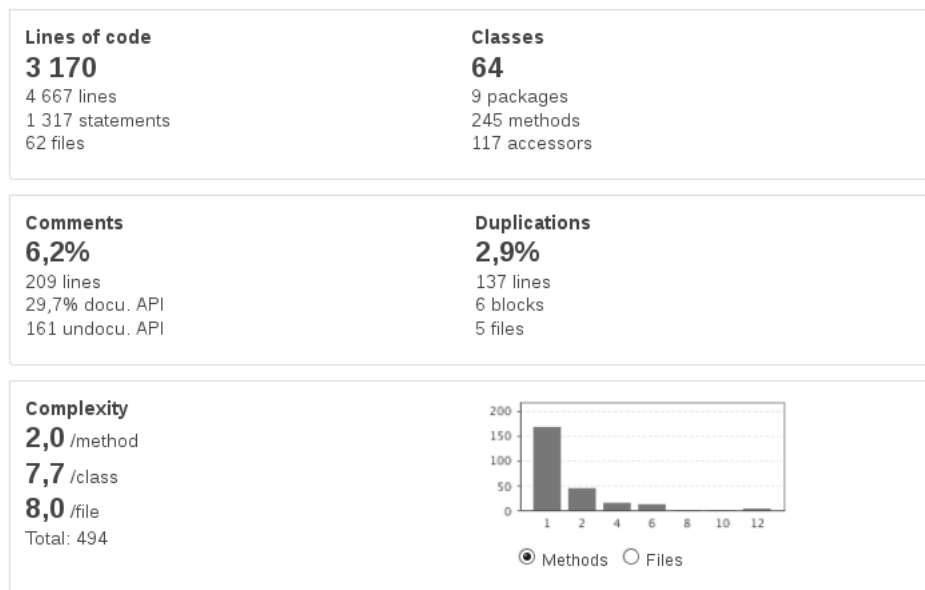 Lines of code
3 170
4 667 lines
1 317 statements
62 files
Classes
64
9 packages
245 methods
117 accessors
Comments
6,2%
209 lines
29,7% docu. API
161 undocu. API
Duplications
2,9%
137 lines
6 blocks
5 files
Complexity
2,0 /method
7,7 /class
8,0 /file
Total: 494
200
150
100
50
0
1 2 4 6 8 10 12
Methods Files